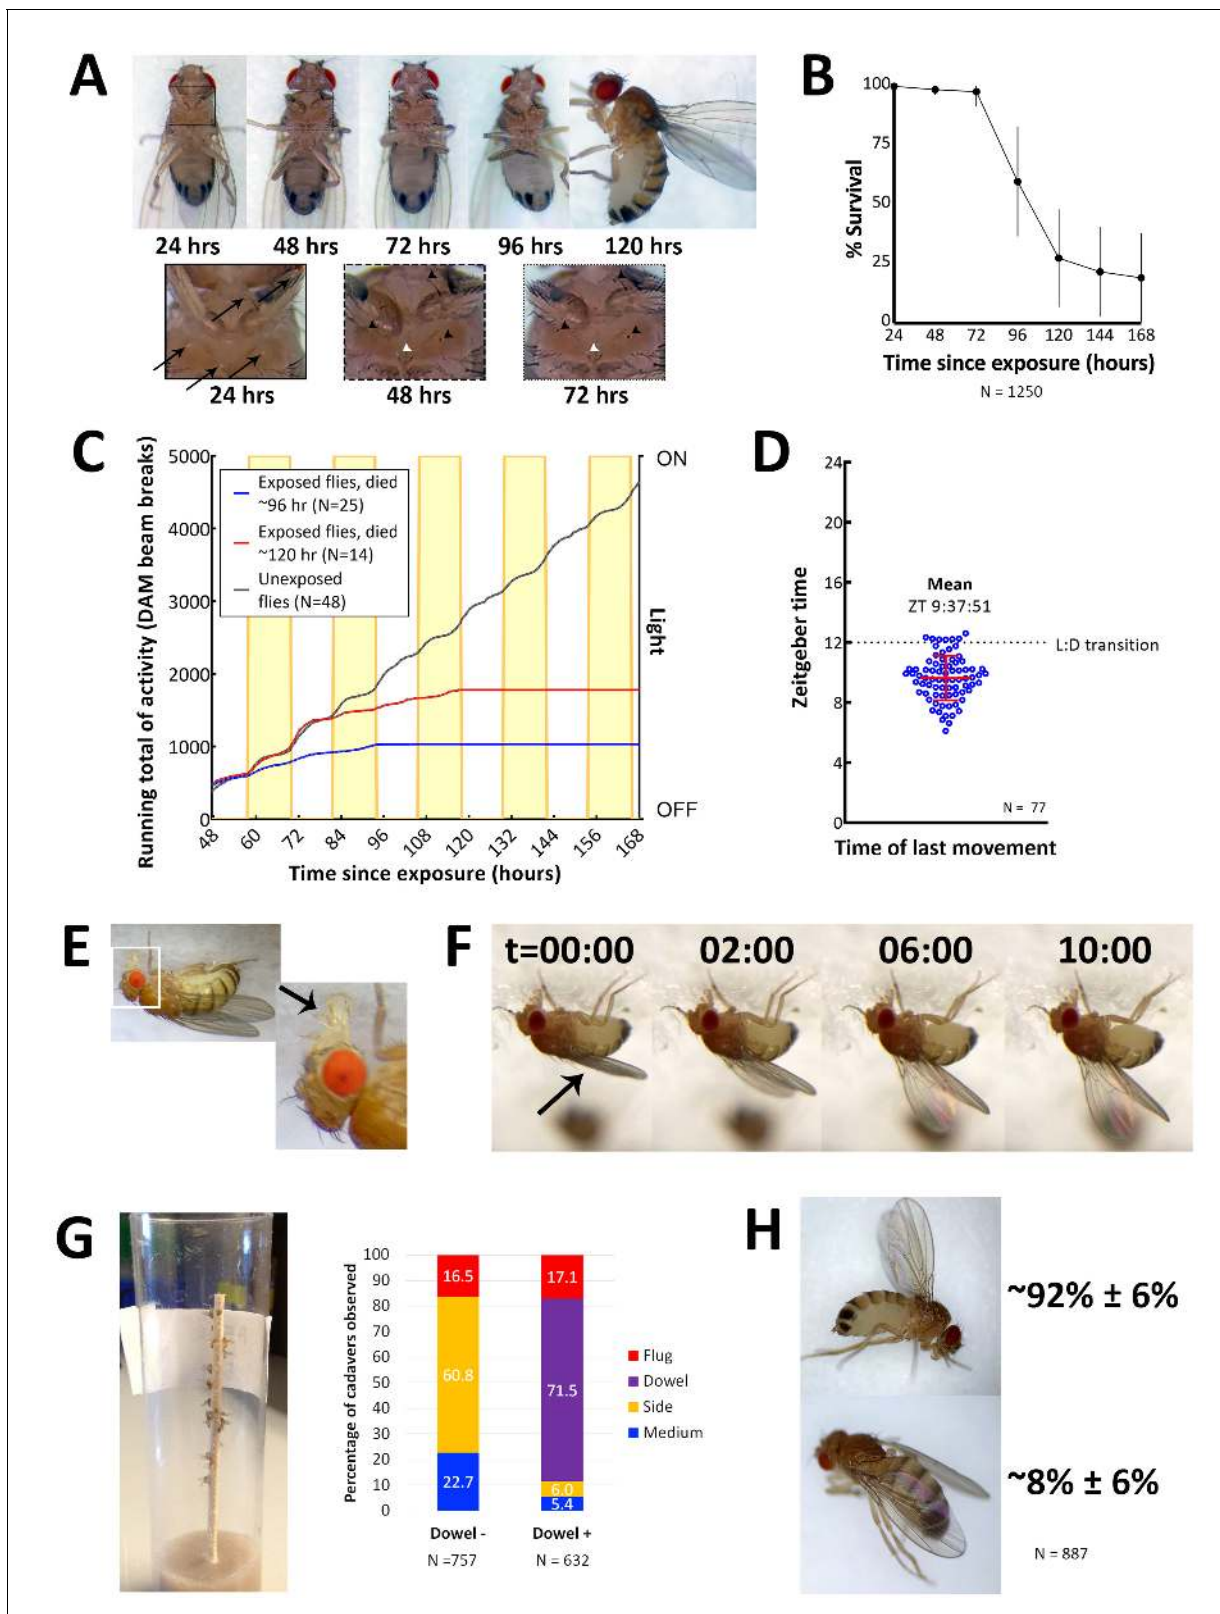 A
24 hrs
48 hrs
72 hrs
96 hrs
120 hrs
24 hrs
48 hrs
72 hrs
B
% Survival
100
75
50
25
0
24
48
72
96
120
144
168
Time since exposure (hours)
N = 1250
C
Running total of activity (DAM beam breaks)
5000
4000
3000
2000
1000
0
Exposed flies, died
~96 hr (N=25)
Exposed flies, died
~120 hr (N=14)
Unexposed
flies (N=48)
ON
Light
OFF
48
60
72
84
96
108
120
132
144
156
168
Time since exposure (hours)
D
Zeitgeber time
24
20
16
12
8
4
0
Mean
ZT 9:37:51
L:D transition
N = 77
Time of last movement
E
F
t=00:00
02:00
06:00
10:00
G
Percentage of cadavers observed
100
90
80
70
60
50
40
30
20
10
0
16.5
60.8
22.7
17.1
71.5
6.0
5.4
Flug
Dowel
Side
Medium
Dowel -
Dowel +
N =757
N = 632
H
~92% ± 6%
~8% ± 6%
N = 887